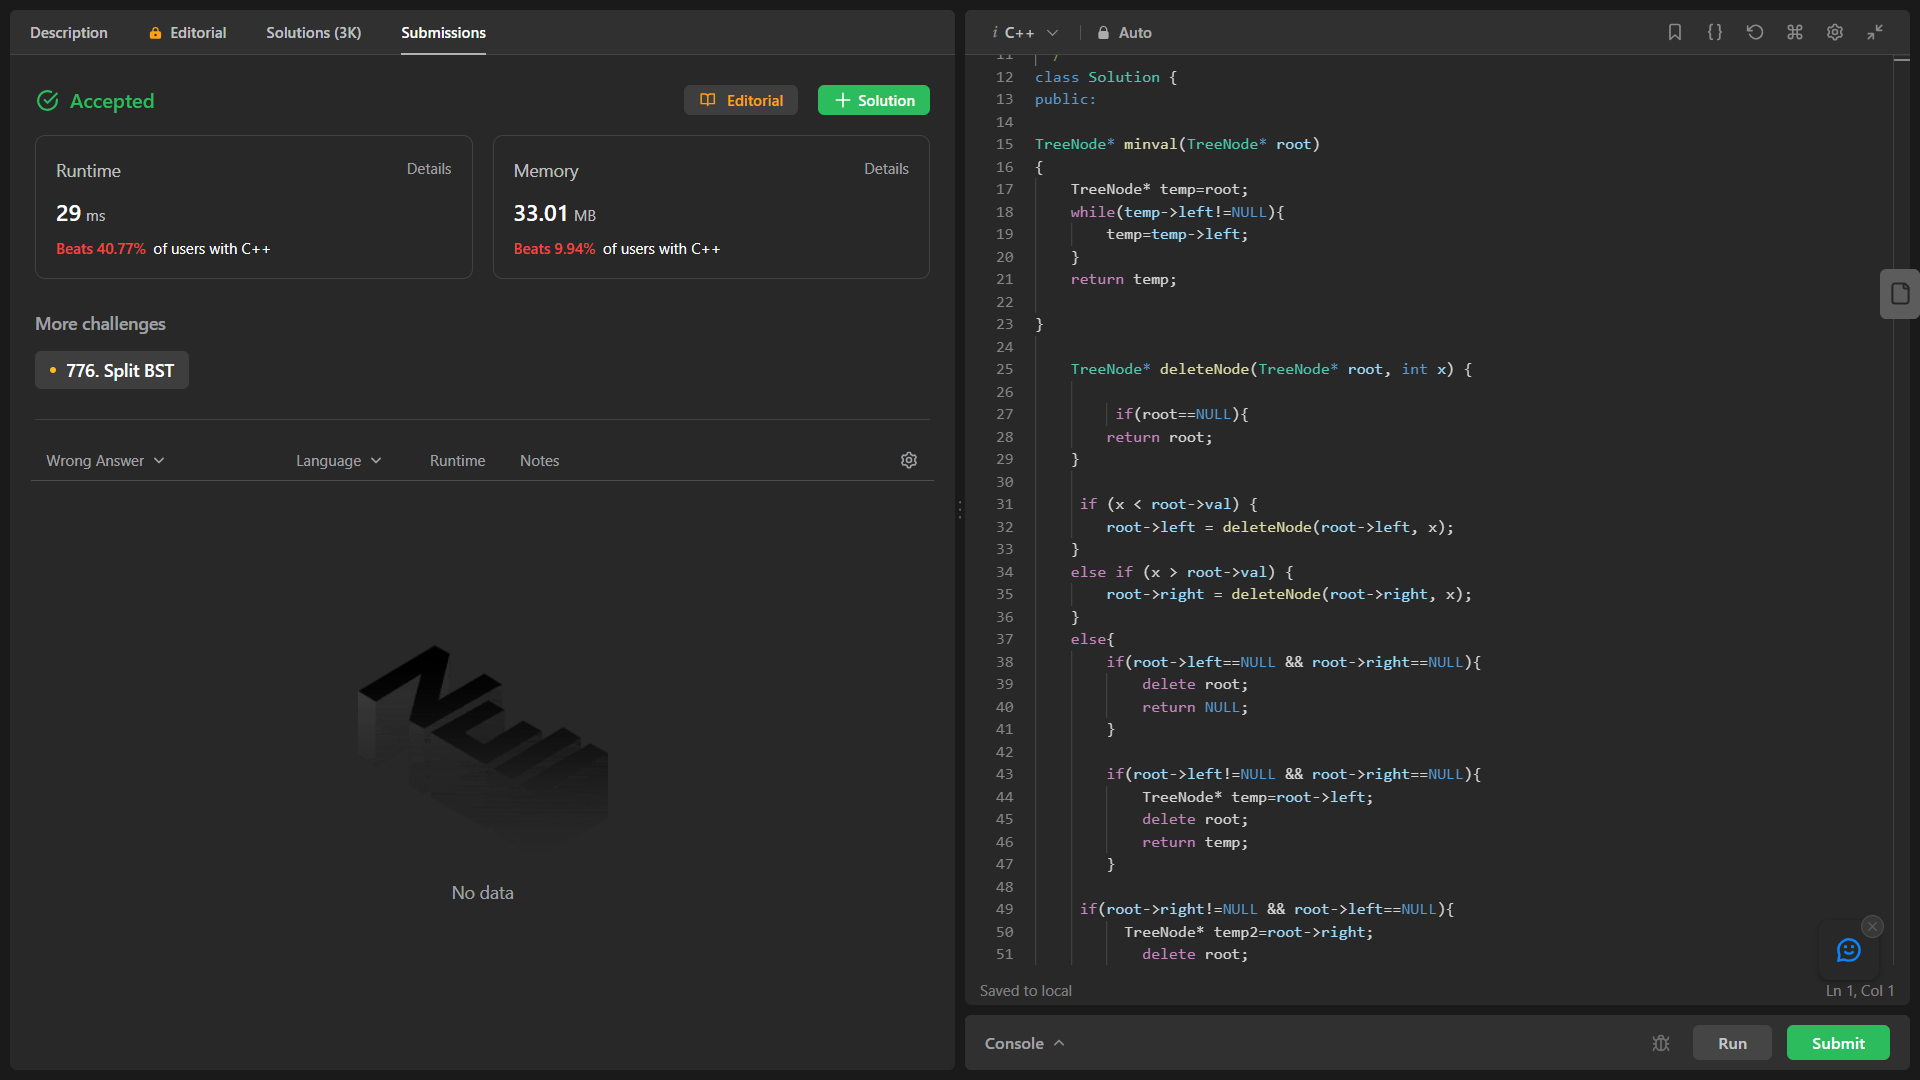 Description
Editorial
Solutions (3K)
Submissions
Accepted
Editorial
Solution
Runtime
Details
29 ms
Beats 40.77% of users with C++
Memory
Details
33.01 MB
Beats 9.94% of users with C++
More challenges
776. Split BST
Wrong Answer
Language
Runtime
Notes
Null
No data
i C++
Auto
11 /
12 class Solution {
13 public:
14
15 TreeNode* minval(TreeNode* root)
16 {
17     TreeNode* temp=root;
18     while(temp->left!=NULL){
19         temp=temp->left;
20     }
21     return temp;
22
23 }
24
25     TreeNode* deleteNode(TreeNode* root, int x) {
26
27          if(root==NULL){
28         return root;
29     }
30
31      if (x < root->val) {
32         root->left = deleteNode(root->left, x);
33     }
34     else if (x > root->val) {
35         root->right = deleteNode(root->right, x);
36     }
37     else{
38         if(root->left==NULL && root->right==NULL){
39             delete root;
40             return NULL;
41         }
42
43         if(root->left!=NULL && root->right==NULL){
44             TreeNode* temp=root->left;
45             delete root;
46             return temp;
47         }
48
49      if(root->right!=NULL && root->left==NULL){
50           TreeNode* temp2=root->right;
51             delete root;
Saved to local
Ln 1, Col 1
Console
Run
Submit